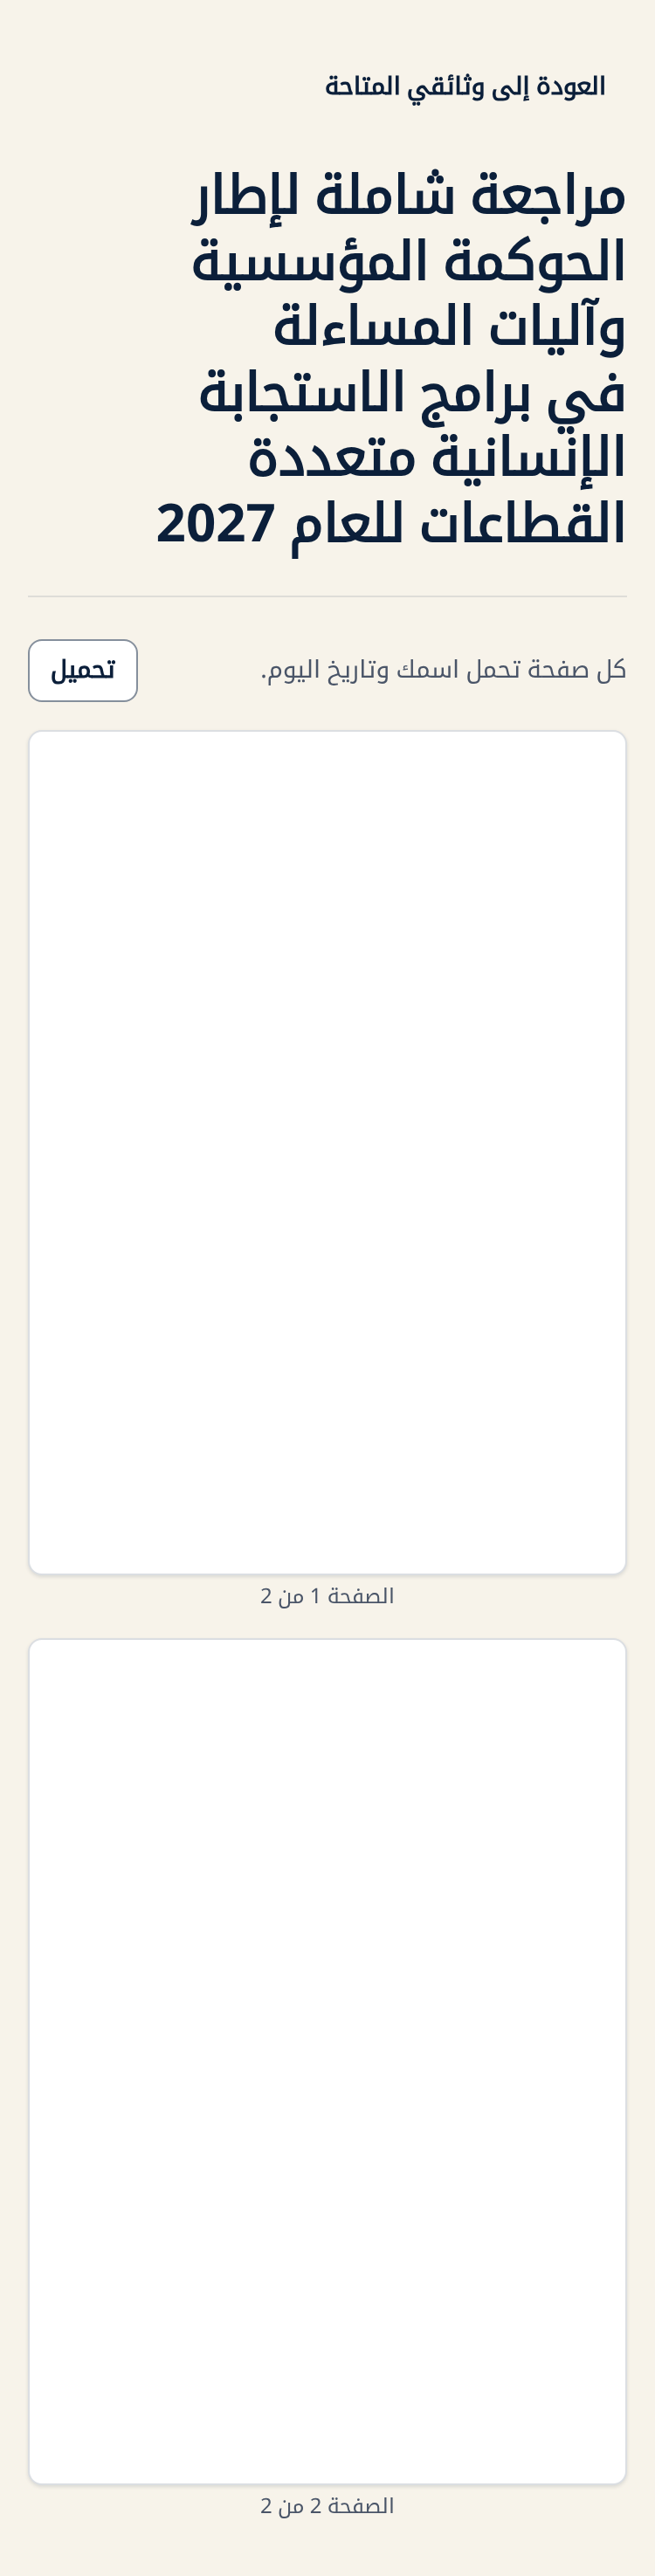 العودة إلى وثائقي المتاحة
مراجعة شاملة لإطار
الحوكمة المؤسسية
وآليات المساءلة
في برامج الاستجابة
الإنسانية متعددة
القطاعات للعام 2027
كل صفحة تحمل اسمك وتاريخ اليوم.
تحميل
الصفحة 1 من 2
الصفحة 2 من 2